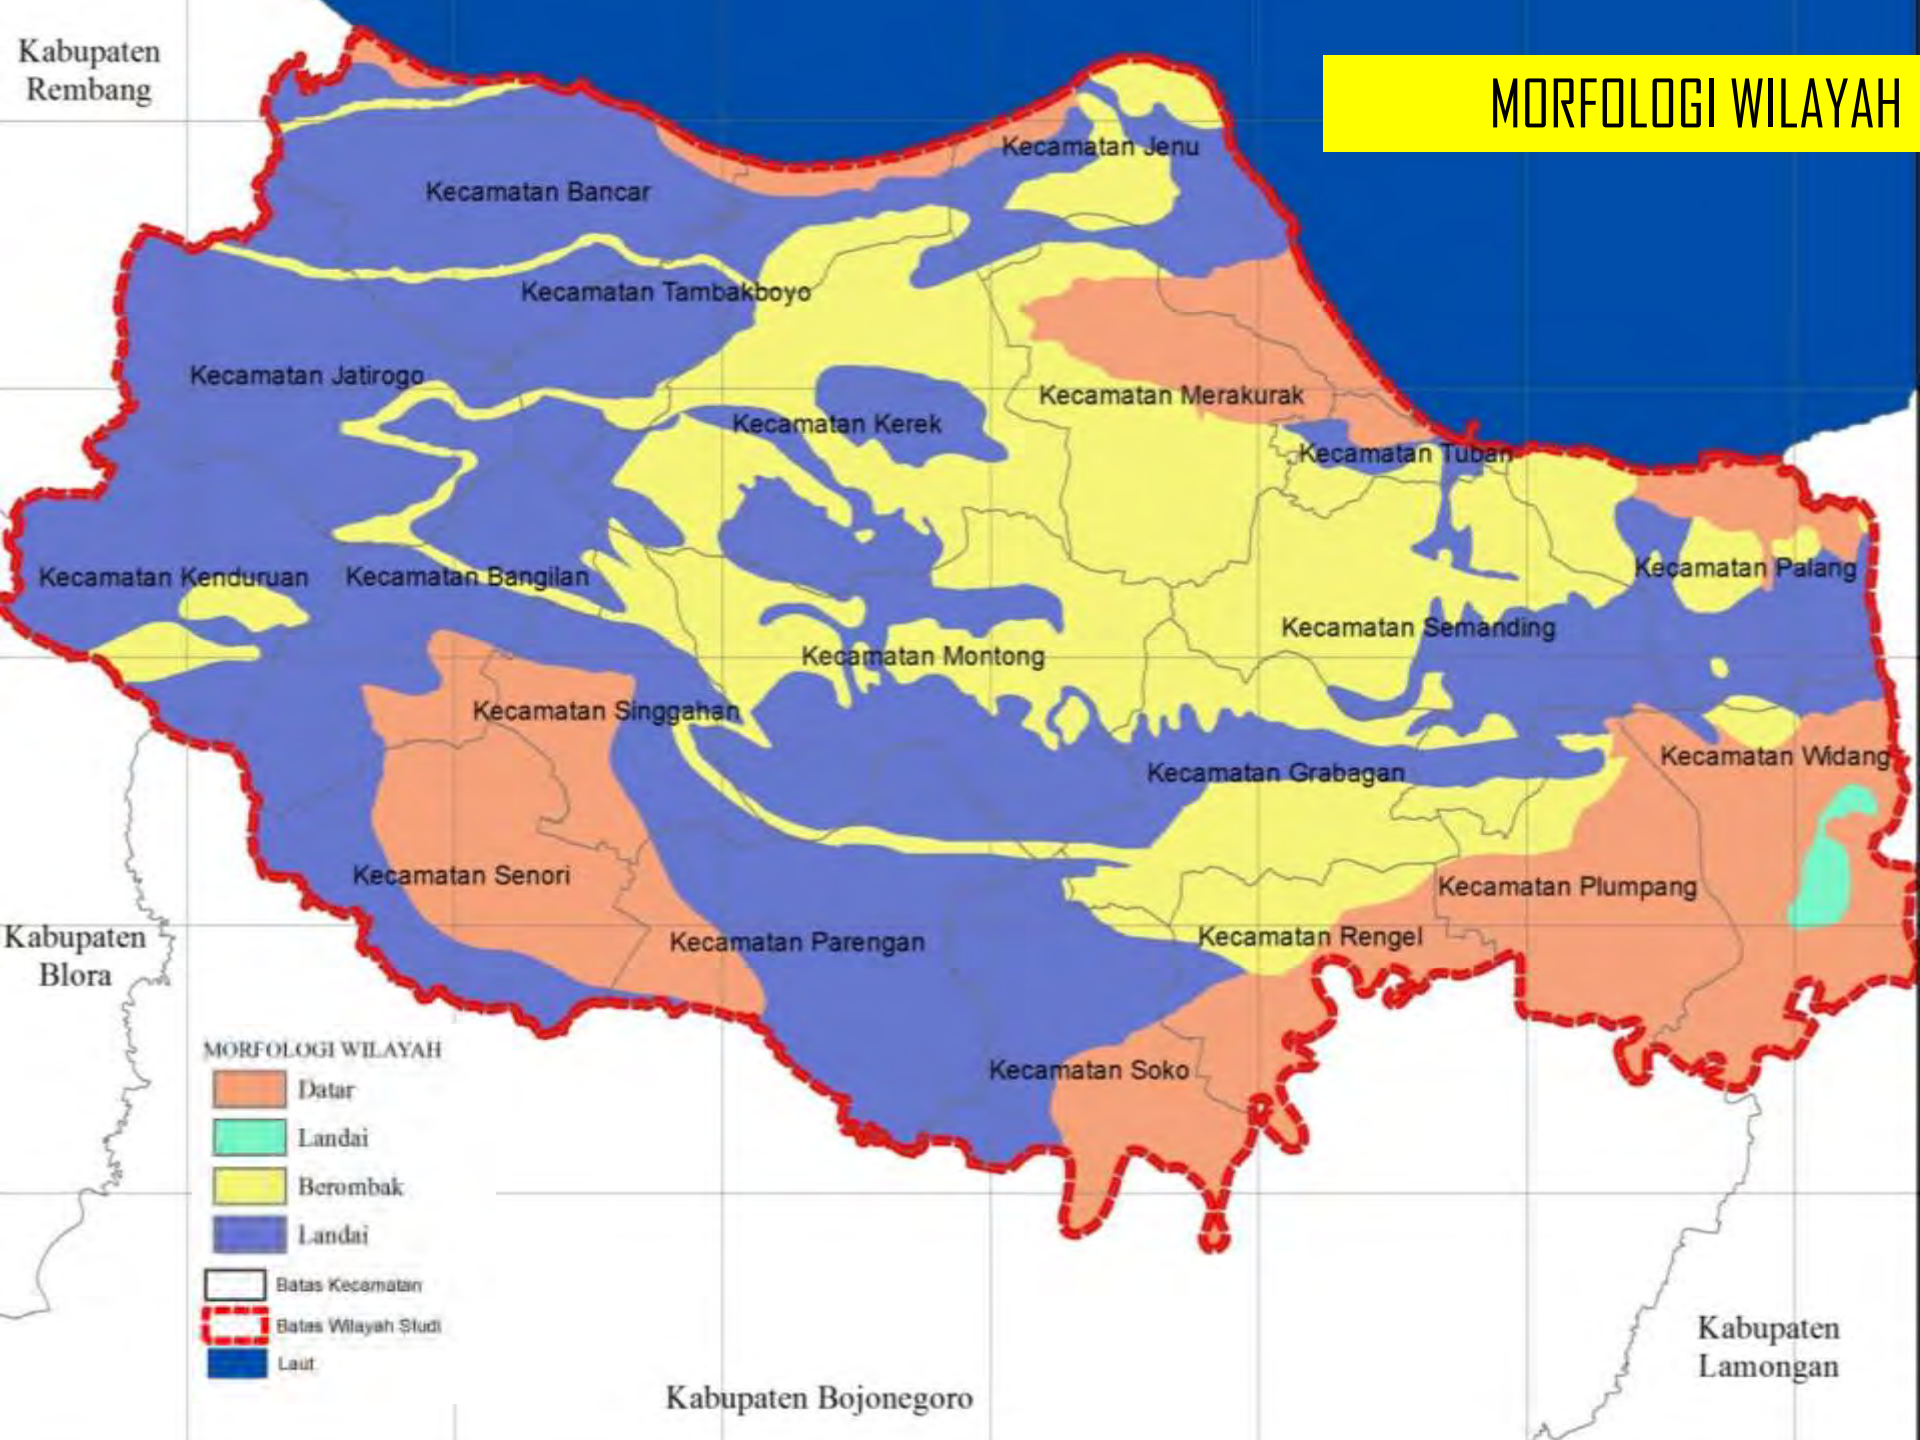 Kabupaten
Rembang
MORFOLOGI WILAYAH
Kecamatan Jenu
Kecamatan Bancar
Kecamatan Tambakboyo
Kecamatan Jatirogo
Kecamatan Merakurak
Kecamatan Kerek
Kecamatan Tuban
Kecamatan Palang
Kecamatan Kenduruan
Kecamatan Bangilan
Kecamatan Semanding
Kecamatan Montong
Kecamatan Singgahan
Kecamatan Widang
Kecamatan Grabagan
Kecamatan Senori
Kecamatan Plumpang
Kecamatan Parengan
Kecamatan Rengel
Kabupaten
Blora
Kecamatan Soko
MORFOLOGI WILAYAH
Datar
Landai
Berombak
Landai
Batas Kecamatan
Batas Wilayah Studi
Laut
Kabupaten
Lamongan
Kabupaten Bojonegoro